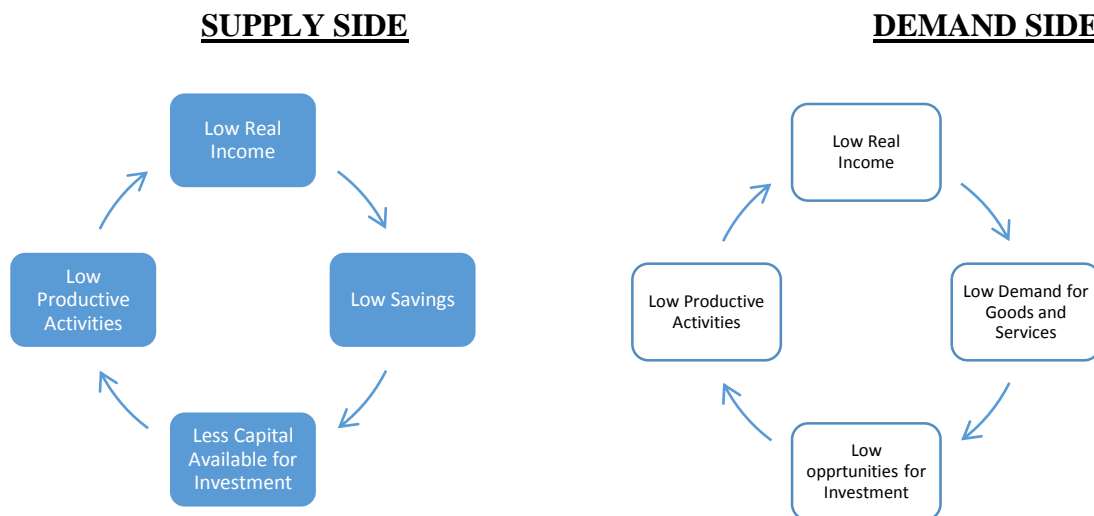 SUPPLY SIDE
Low Real
Income
Low Savings
Less Capital
Available for
Investment
Low
Productive
Activities
DEMAND SIDE
Low Real
Income
Low Demand for
Goods and
Services
Low
opprtunities for
Investment
Low Productive
Activities